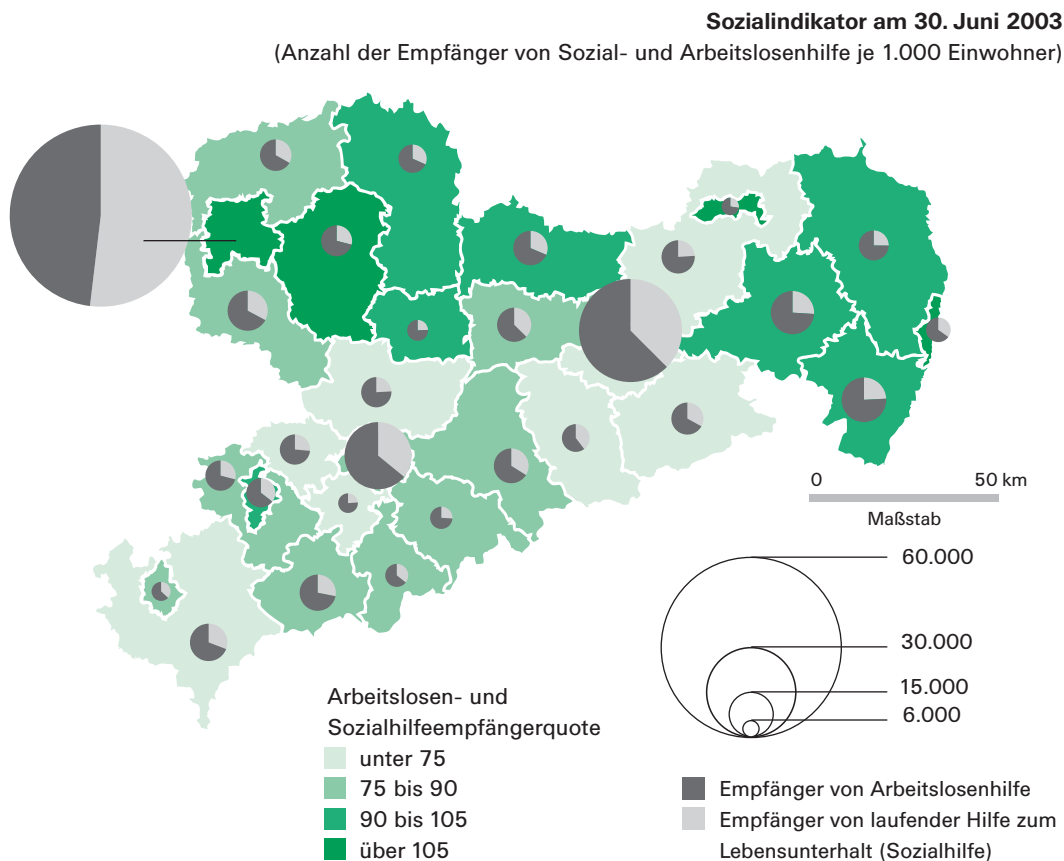 Sozialindikator am 30. Juni 2003
(Anzahl der Empfänger von Sozial- und Arbeitslosenhilfe je 1.000 Einwohner)
0 50 km
Maßstab
60.000
30.000
15.000
6.000
Arbeitslosen- und
Sozialhilfeempfängerquote
unter 75
75 bis 90
90 bis 105
über 105
Empfänger von Arbeitslosenhilfe
Empfänger von laufender Hilfe zum
Lebensunterhalt (Sozialhilfe)